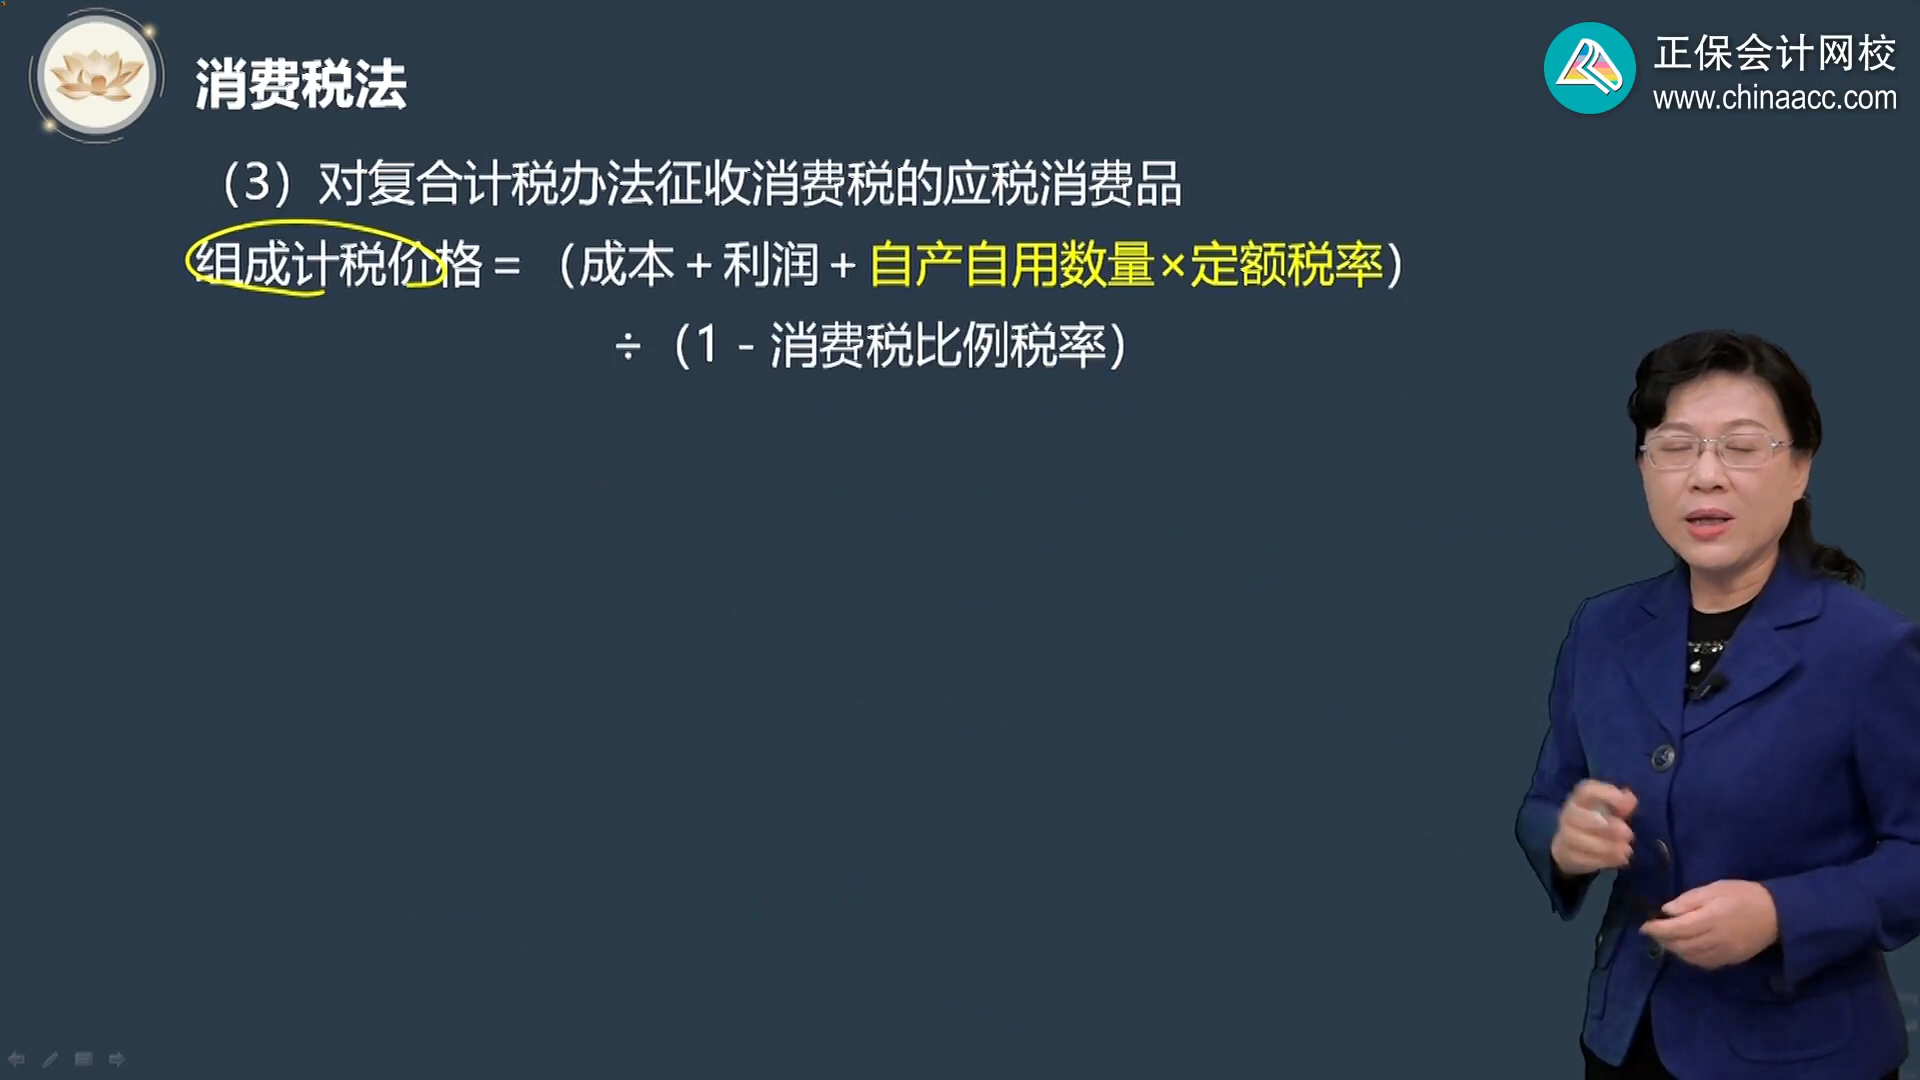 消费税法
正保会计网校
www.chinaacc.com
（3）对复合计税办法征收消费税的应税消费品
组成计税价格＝（成本＋利润＋自产自用数量×定额税率）
÷（1－消费税比例税率）